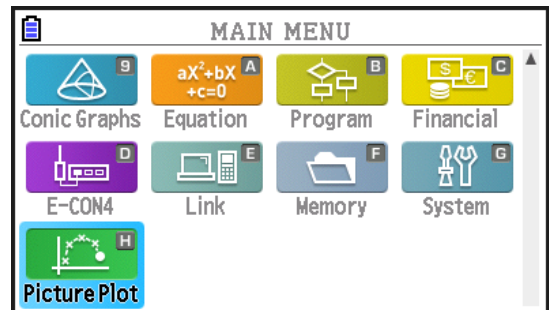 MAIN MENU
9 aX²+bX +c=0 A B $ € C
Conic Graphs Equation Program Financial
D E F G
E-CON4 Link Memory System
H
Picture Plot